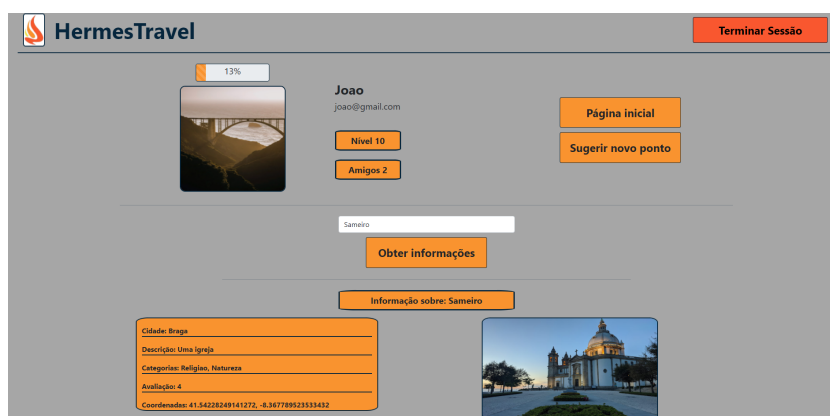 HermesTravel
Terminar Sessão
13%
Joao
joao@gmail.com
Nível 10
Amigos 2
Página inicial
Sugerir novo ponto
Sameiro
Obter informações
Informação sobre: Sameiro
Cidade: Braga
Descrição: Uma igreja
Categorias: Religiao, Natureza
Avaliação: 4
Coordenadas: 41.54228249141272, -8.367789523533432